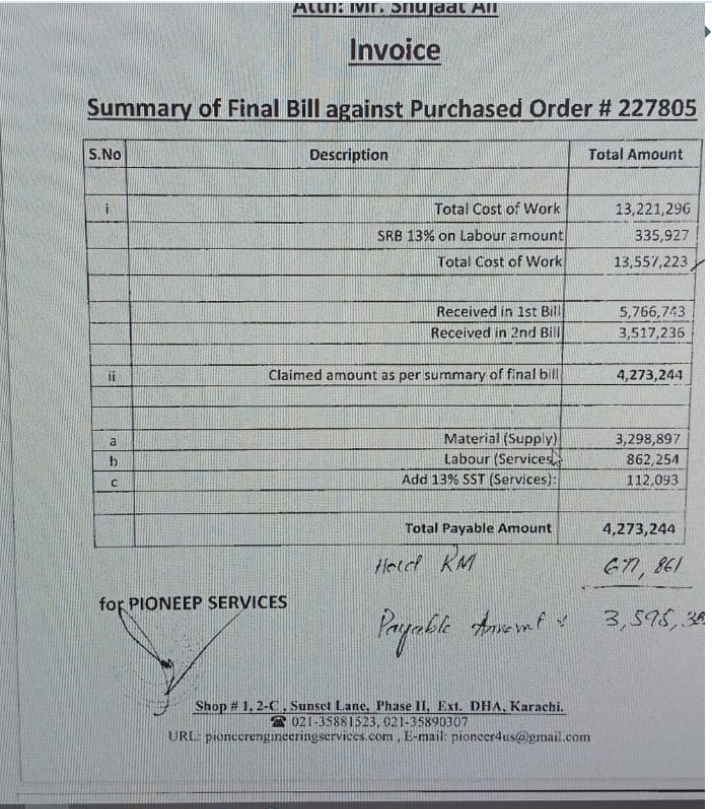 Attn: Mr. Shujaat Ali
Invoice
Summary of Final Bill against Purchased Order # 227805
S.No Description Total Amount
i Total Cost of Work 13,221,296
SRB 13% on Labour amount 335,927
Total Cost of Work 13,557,223
Received in 1st Bill 5,766,743
Received in 2nd Bill 3,517,236
ii Claimed amount as per summary of final bill 4,273,244
a Material (Supply) 3,298,897
b Labour (Services) 862,254
c Add 13% SST (Services): 112,093
Total Payable Amount 4,273,244
Held RM 677,861
for PIONEEP SERVICES
Payable Amount : 3,595,38
Shop # 1, 2-C , Sunset Lane, Phase II, Ext. DHA, Karachi.
☎ 021-35881523, 021-35890307
URL: pioneerengineeringservices.com , E-mail: pioneer4us@gmail.com